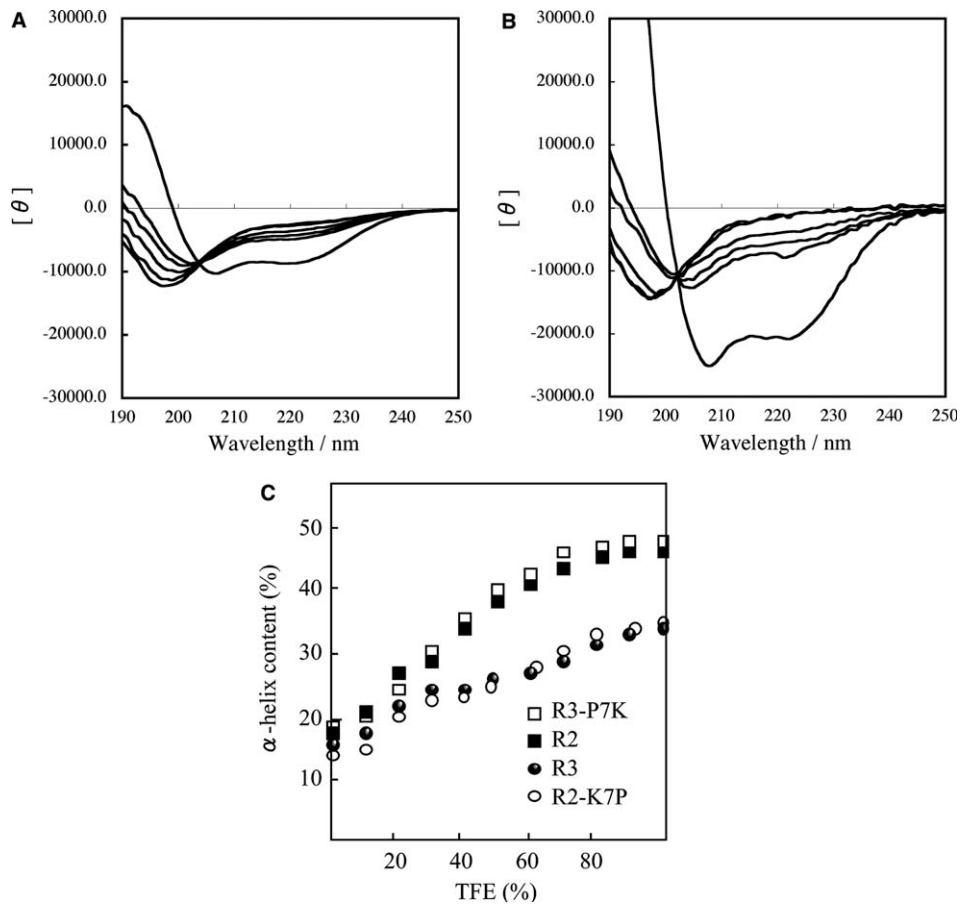 A
30000.0
20000.0
10000.0
0.0
-10000.0
-20000.0
-30000.0
[ θ ]
190 200 210 220 230 240 250
Wavelength / nm
B
30000.0
20000.0
10000.0
0.0
-10000.0
-20000.0
-30000.0
[ θ ]
190 200 210 220 230 240 250
Wavelength / nm
C
50
40
30
20
10
α-helix content (%)
R3-P7K
R2
R3
R2-K7P
20 40 60 80
TFE (%)